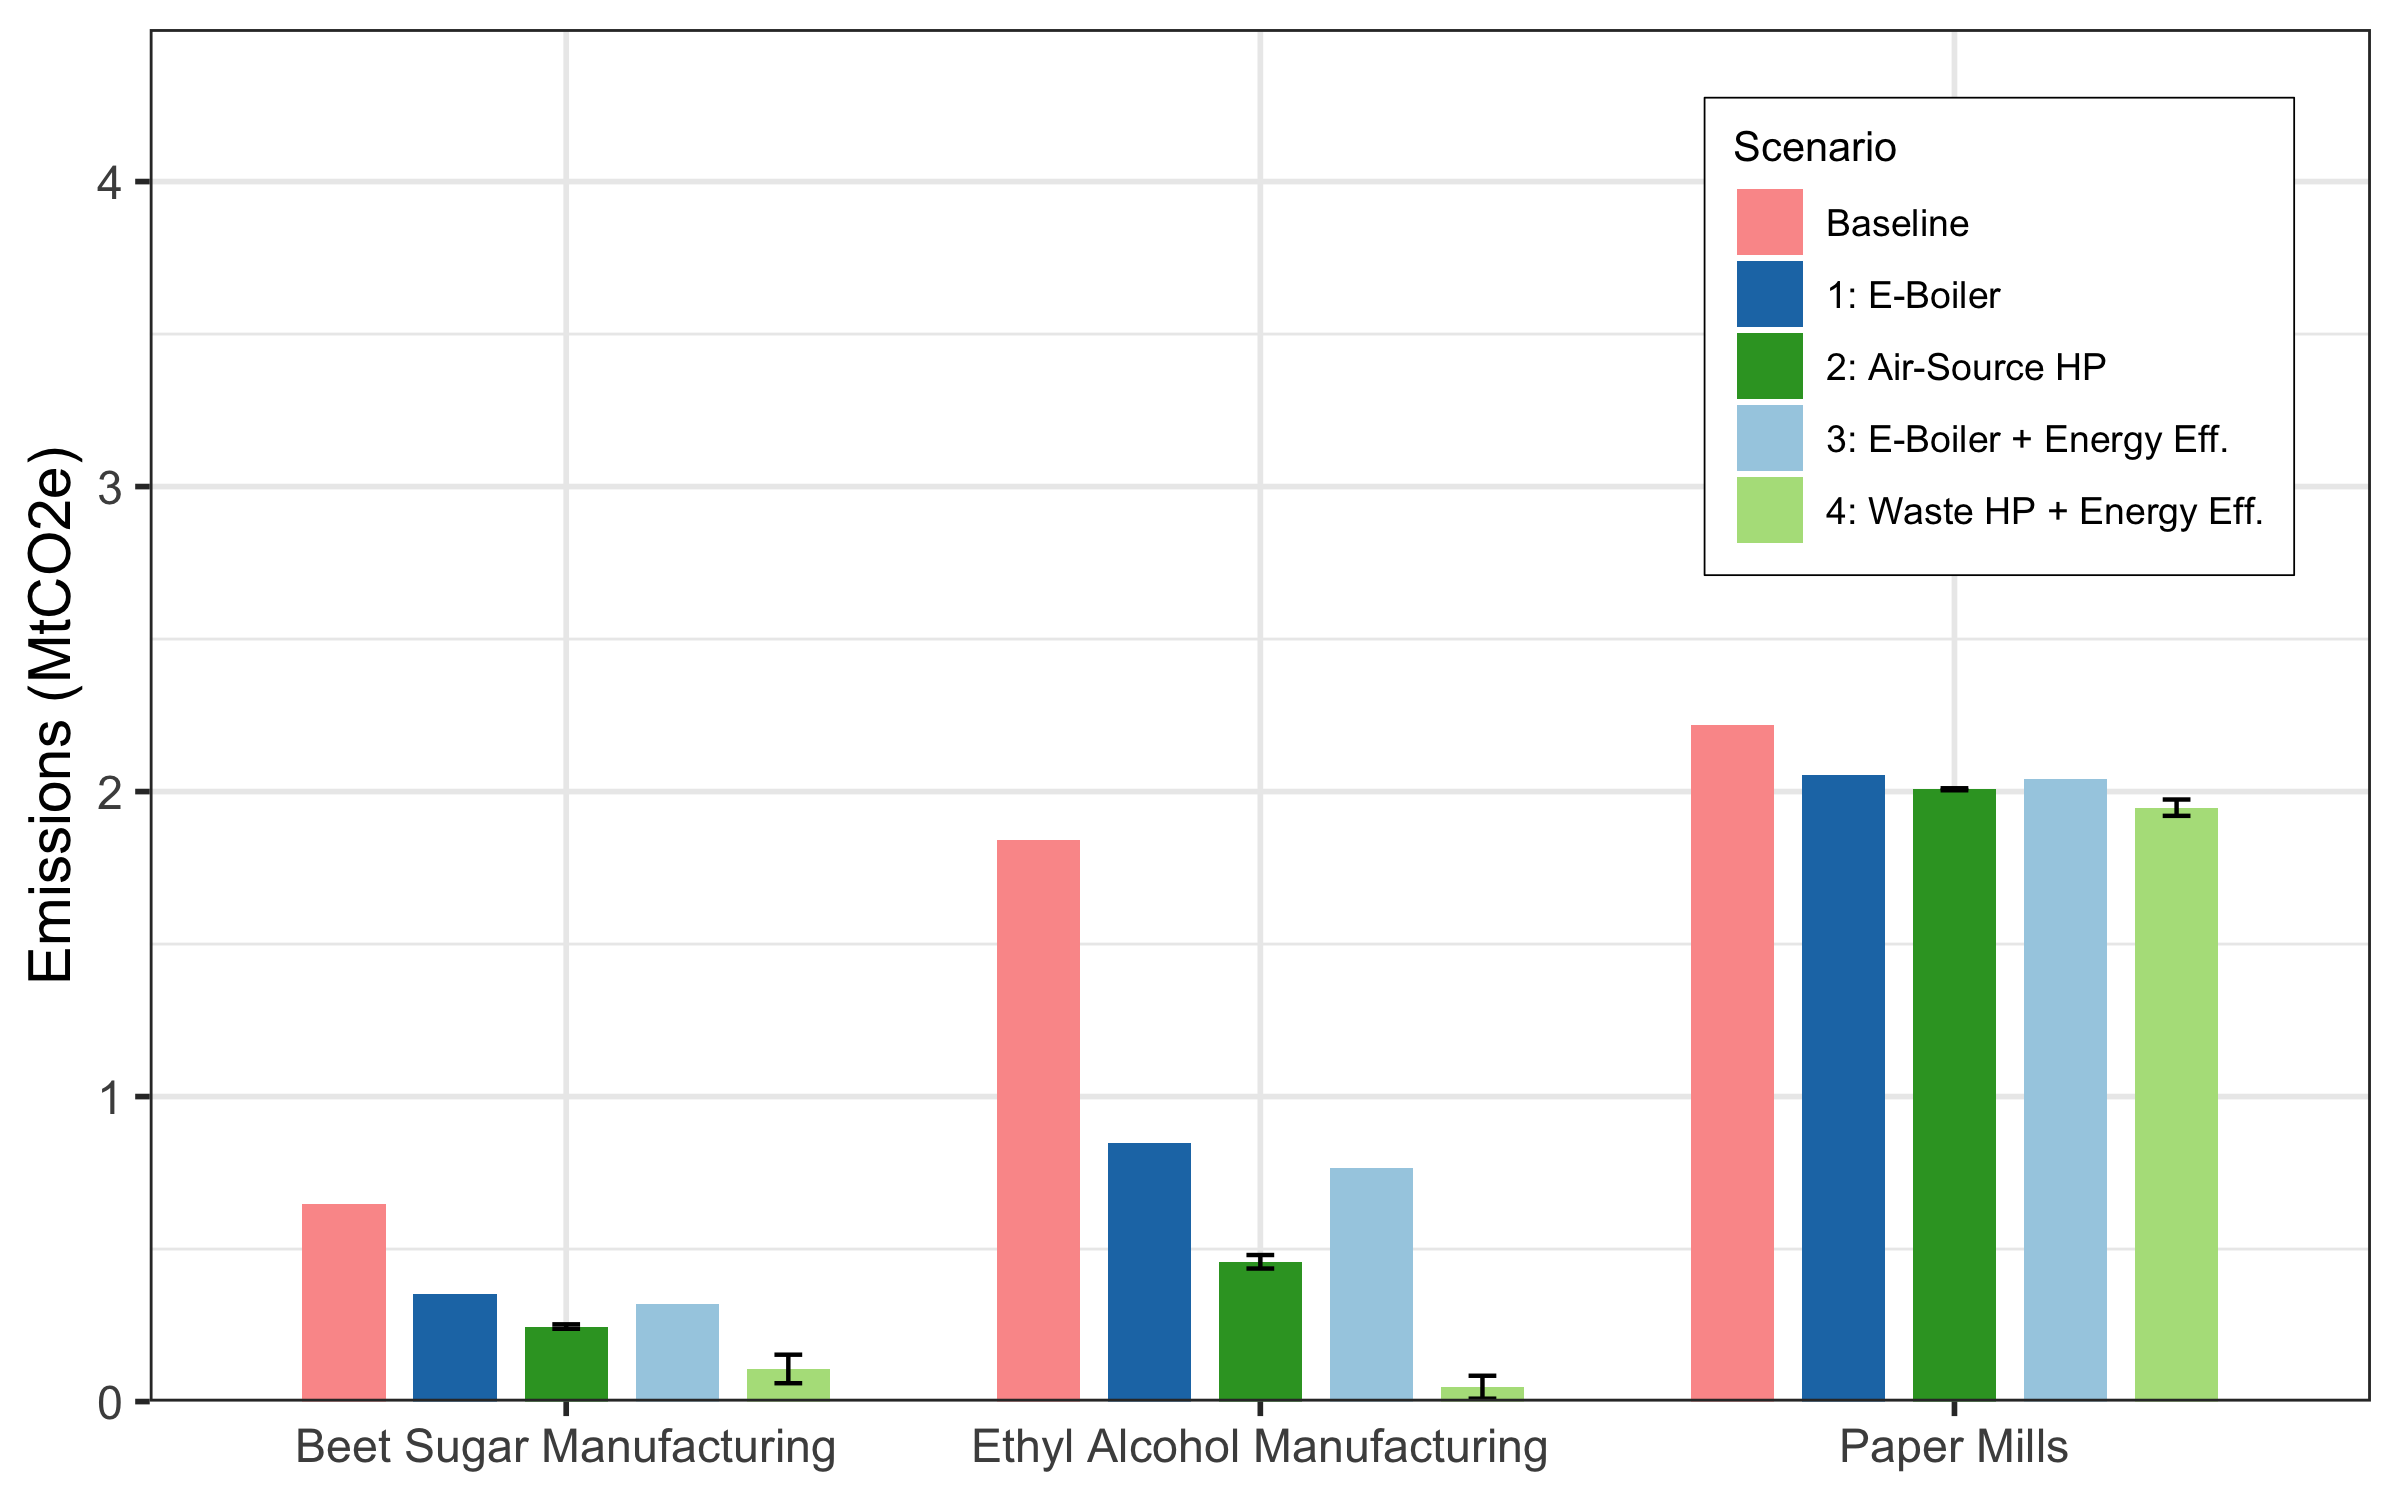 Emissions (MtCO2e)
4
3
2
1
0
Scenario
Baseline
1: E-Boiler
2: Air-Source HP
3: E-Boiler + Energy Eff.
4: Waste HP + Energy Eff.
Beet Sugar Manufacturing
Ethyl Alcohol Manufacturing
Paper Mills